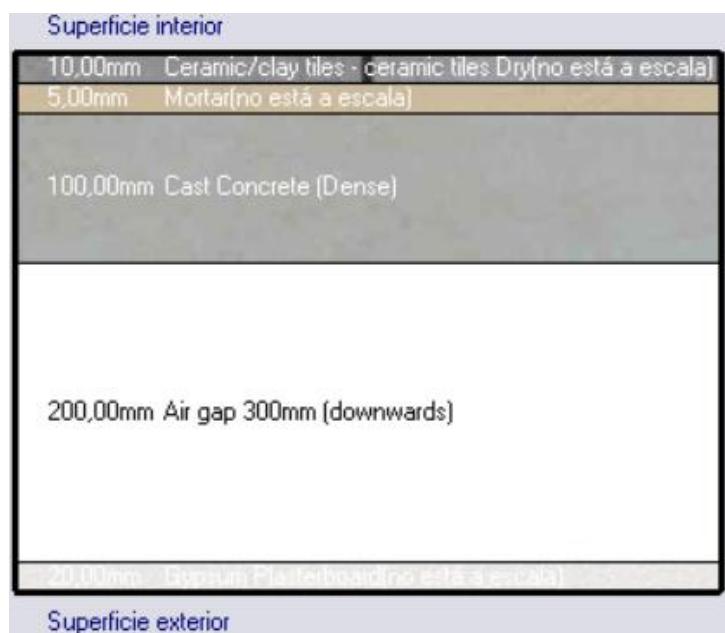 Superficie interior
10,00mm Ceramic/clay tiles - ceramic tiles Dry(no está a escala)
5,00mm Mortar(no está a escala)
100,00mm Cast Concrete (Dense)
200,00mm Air gap 300mm (downwards)
20,00mm Gypsum Plasterboard(no está a escala)
Superficie exterior